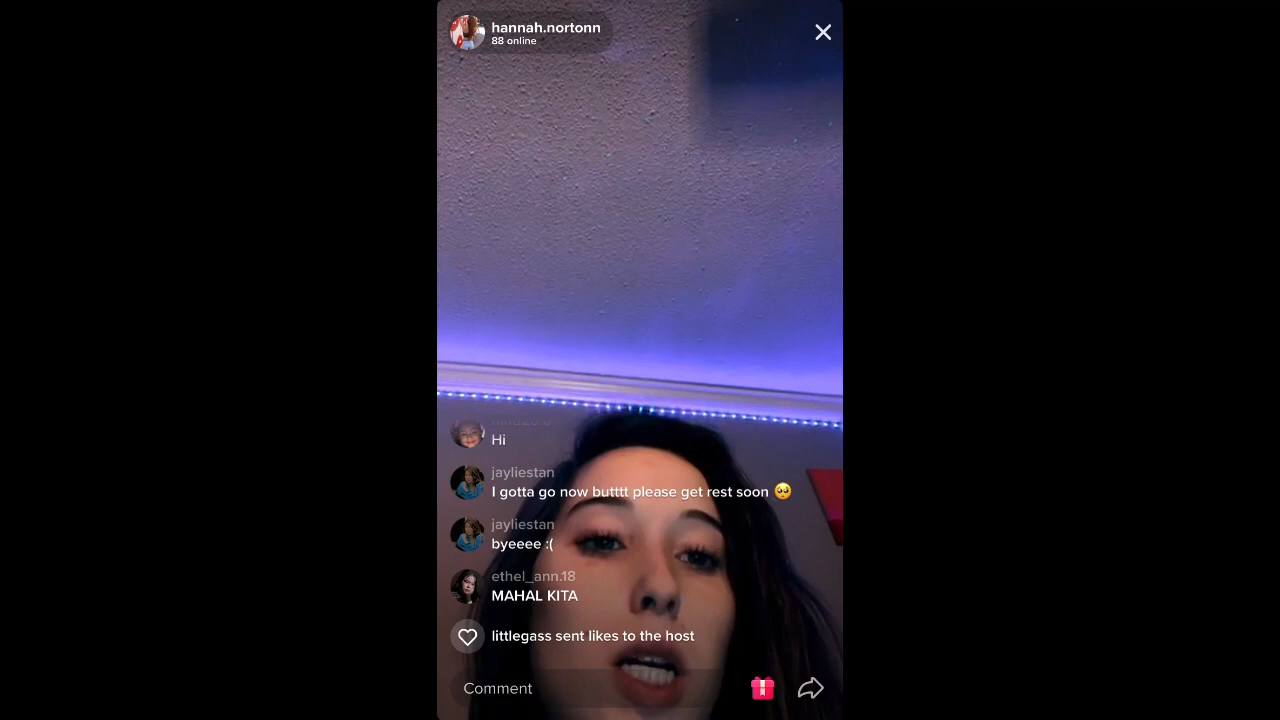 hannah.nortonn
88 online
Hi
jayliestan
I gotta go now butttt please get rest soon 🥺
jayliestan
byeeee :(
ethel_ann.18
MAHAL KITA
littlegass sent likes to the host
Comment